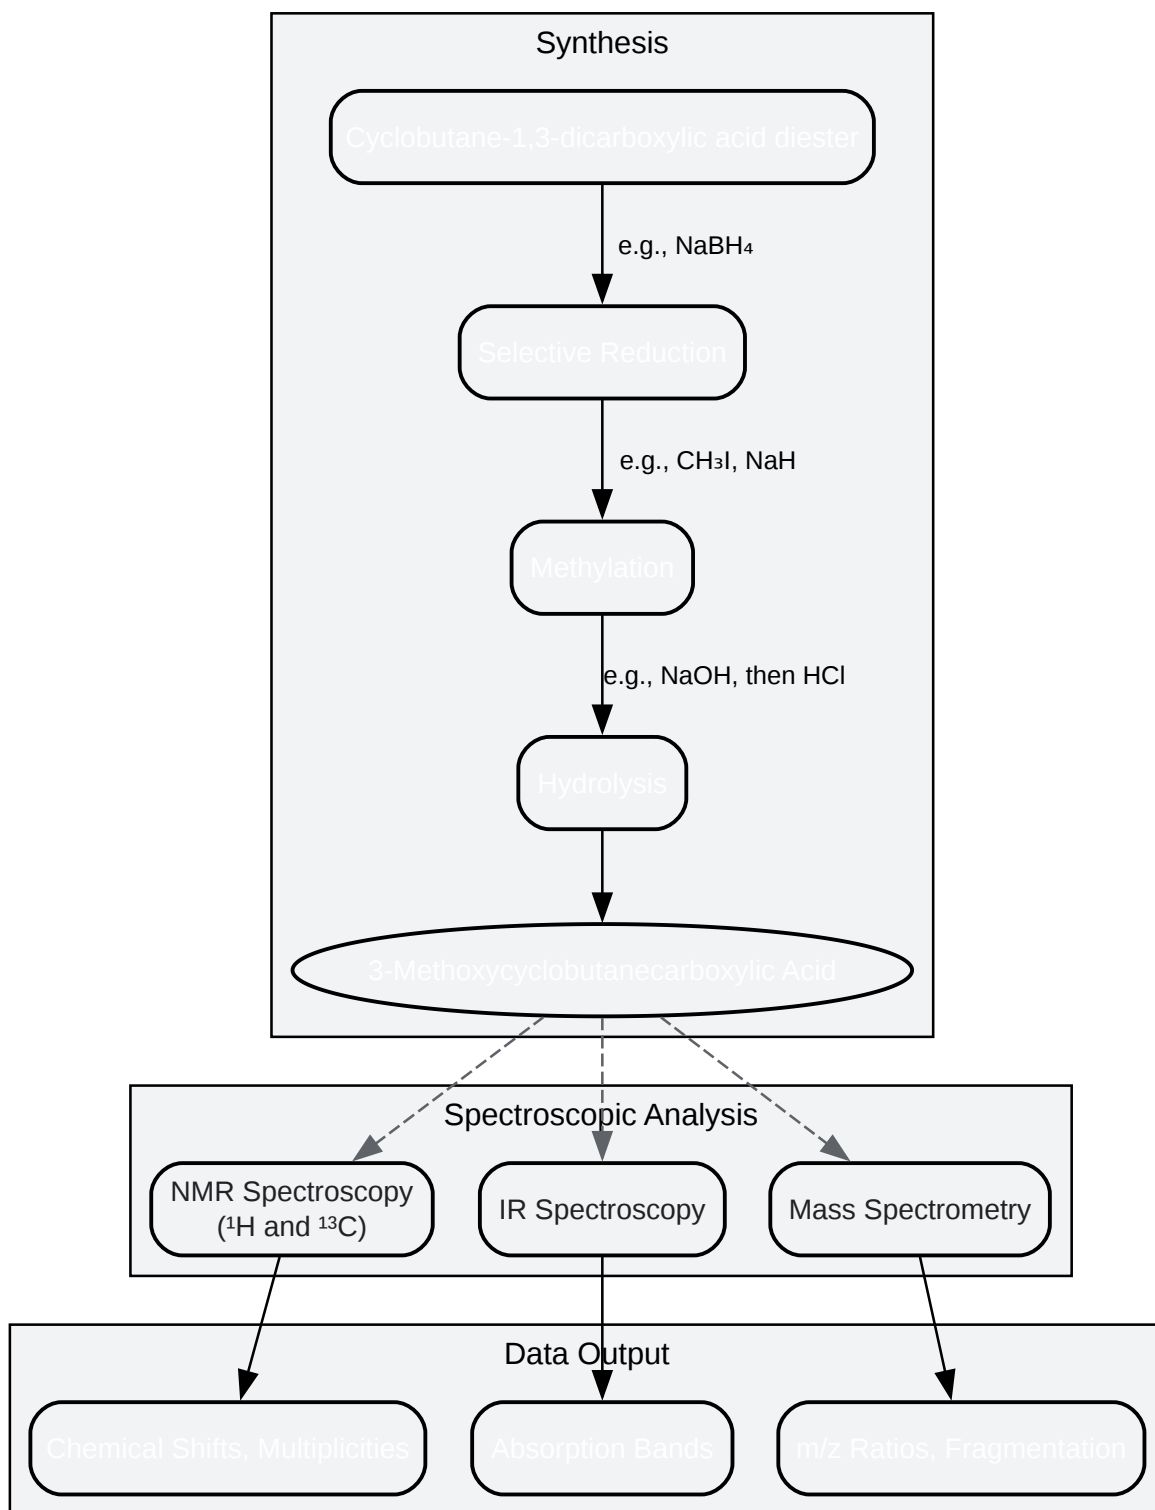 Synthesis
Cyclobutane-1,3-dicarboxylic acid diester
e.g., NaBH₄
Selective Reduction
e.g., CH₃I, NaH
Methylation
e.g., NaOH, then HCl
Hydrolysis
3-Methoxycyclobutanecarboxylic Acid
Spectroscopic Analysis
NMR Spectroscopy
(¹H and ¹³C)
IR Spectroscopy
Mass Spectrometry
Data Output
Chemical Shifts, Multiplicities
Absorption Bands
m/z Ratios, Fragmentation